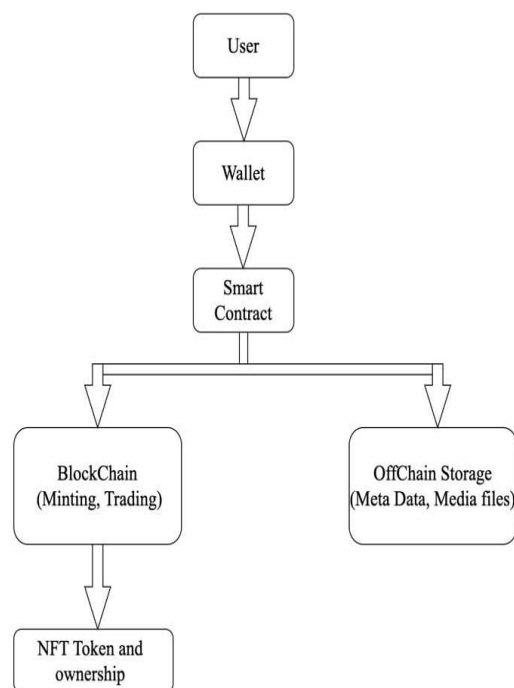 User
Wallet
Smart
Contract
BlockChain
(Minting, Trading)
OffChain Storage
(Meta Data, Media files)
NFT Token and
ownership